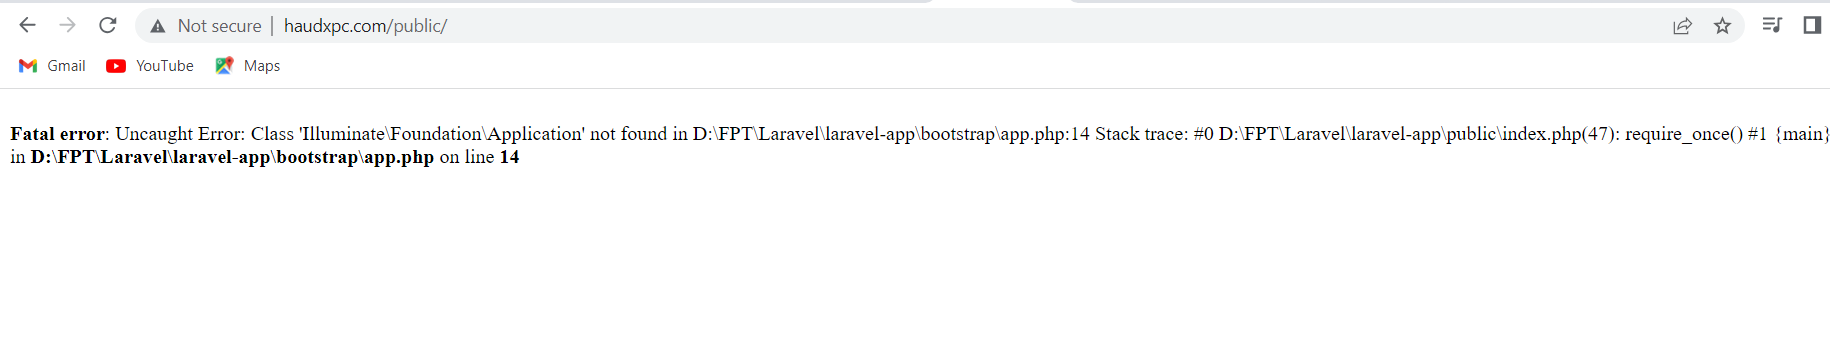 Not secure | haudxpc.com/public/
Gmail YouTube Maps
Fatal error: Uncaught Error: Class 'Illuminate\Foundation\Application' not found in D:\FPT\Laravel\laravel-app\bootstrap\app.php:14 Stack trace: #0 D:\FPT\Laravel\laravel-app\public\index.php(47): require_once() #1 {main}
in D:\FPT\Laravel\laravel-app\bootstrap\app.php on line 14